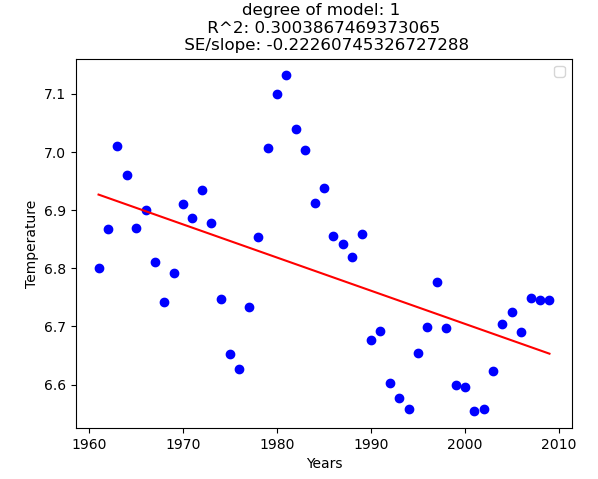 degree of model: 1
R^2: 0.3003867469373065
SE/slope: -0.22260745326727288
7.1
7.0
6.9
6.8
6.7
6.6
Temperature
1960 1970 1980 1990 2000 2010
Years